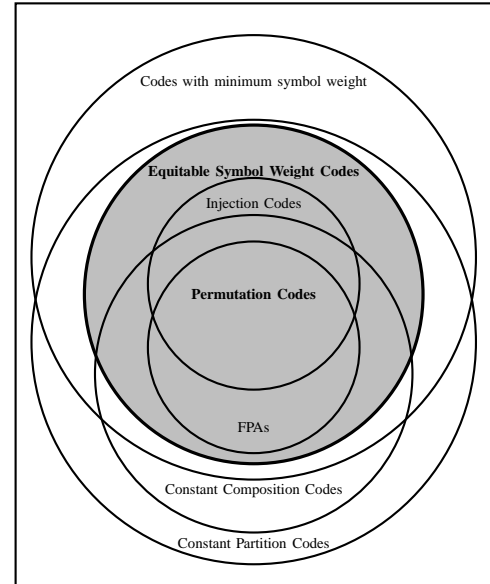 Codes with minimum symbol weight
Equitable Symbol Weight Codes
Injection Codes
Permutation Codes
FPAs
Constant Composition Codes
Constant Partition Codes